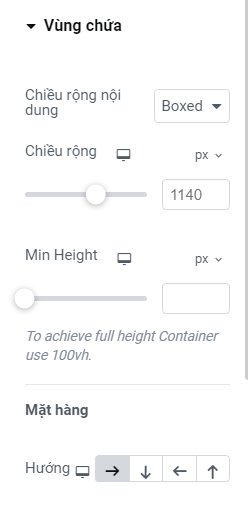 Vùng chứa
Chiều rộng nội
dung
Boxed
Chiều rộng
px
1140
Min Height
px
To achieve full height Container
use 100vh.
Mặt hàng
Hướng